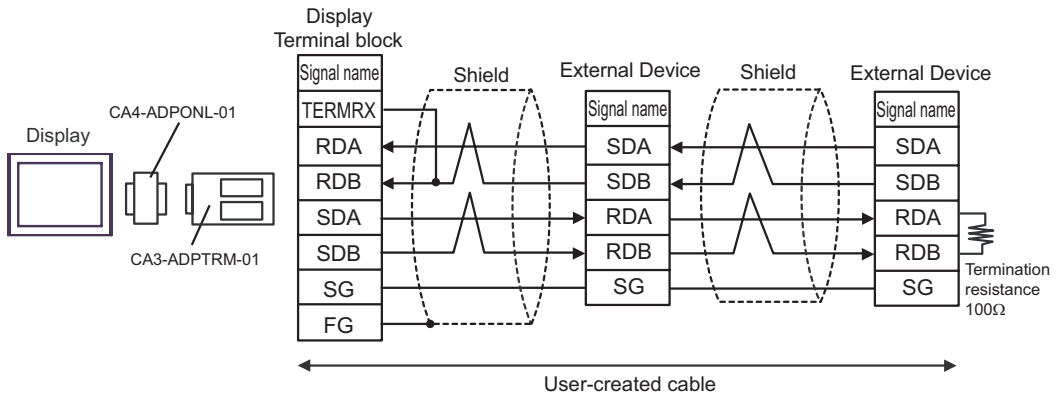 Display
Terminal block
Signal name
TERMRX
RDA
RDB
SDA
SDB
SG
FG
Shield
External Device
Signal name
SDA
SDB
RDA
RDB
SG
Shield
External Device
Signal name
SDA
SDB
RDA
RDB
SG
Termination
resistance
100Ω
Display
CA4-ADPONL-01
CA3-ADPTRM-01
User-created cable